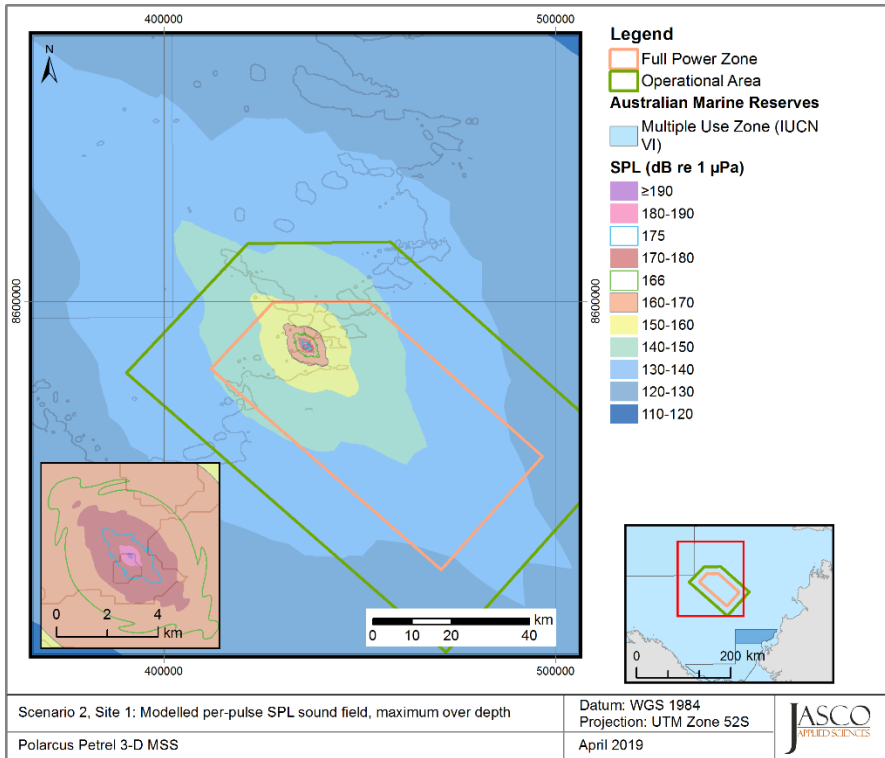 400000
500000
N
8600000
8600000
0 2 4
km
0 10 20 40
km
400000
500000
Legend
Full Power Zone
Operational Area
Australian Marine Reserves
Multiple Use Zone (IUCN
VI)
SPL (dB re 1 µPa)
≥190
180-190
175
170-180
166
160-170
150-160
140-150
130-140
120-130
110-120
0 200 km
Scenario 2, Site 1: Modelled per-pulse SPL sound field, maximum over depth
Polarcus Petrel 3-D MSS
Datum: WGS 1984
Projection: UTM Zone 52S
April 2019
JASCO
APPLIED SCIENCES